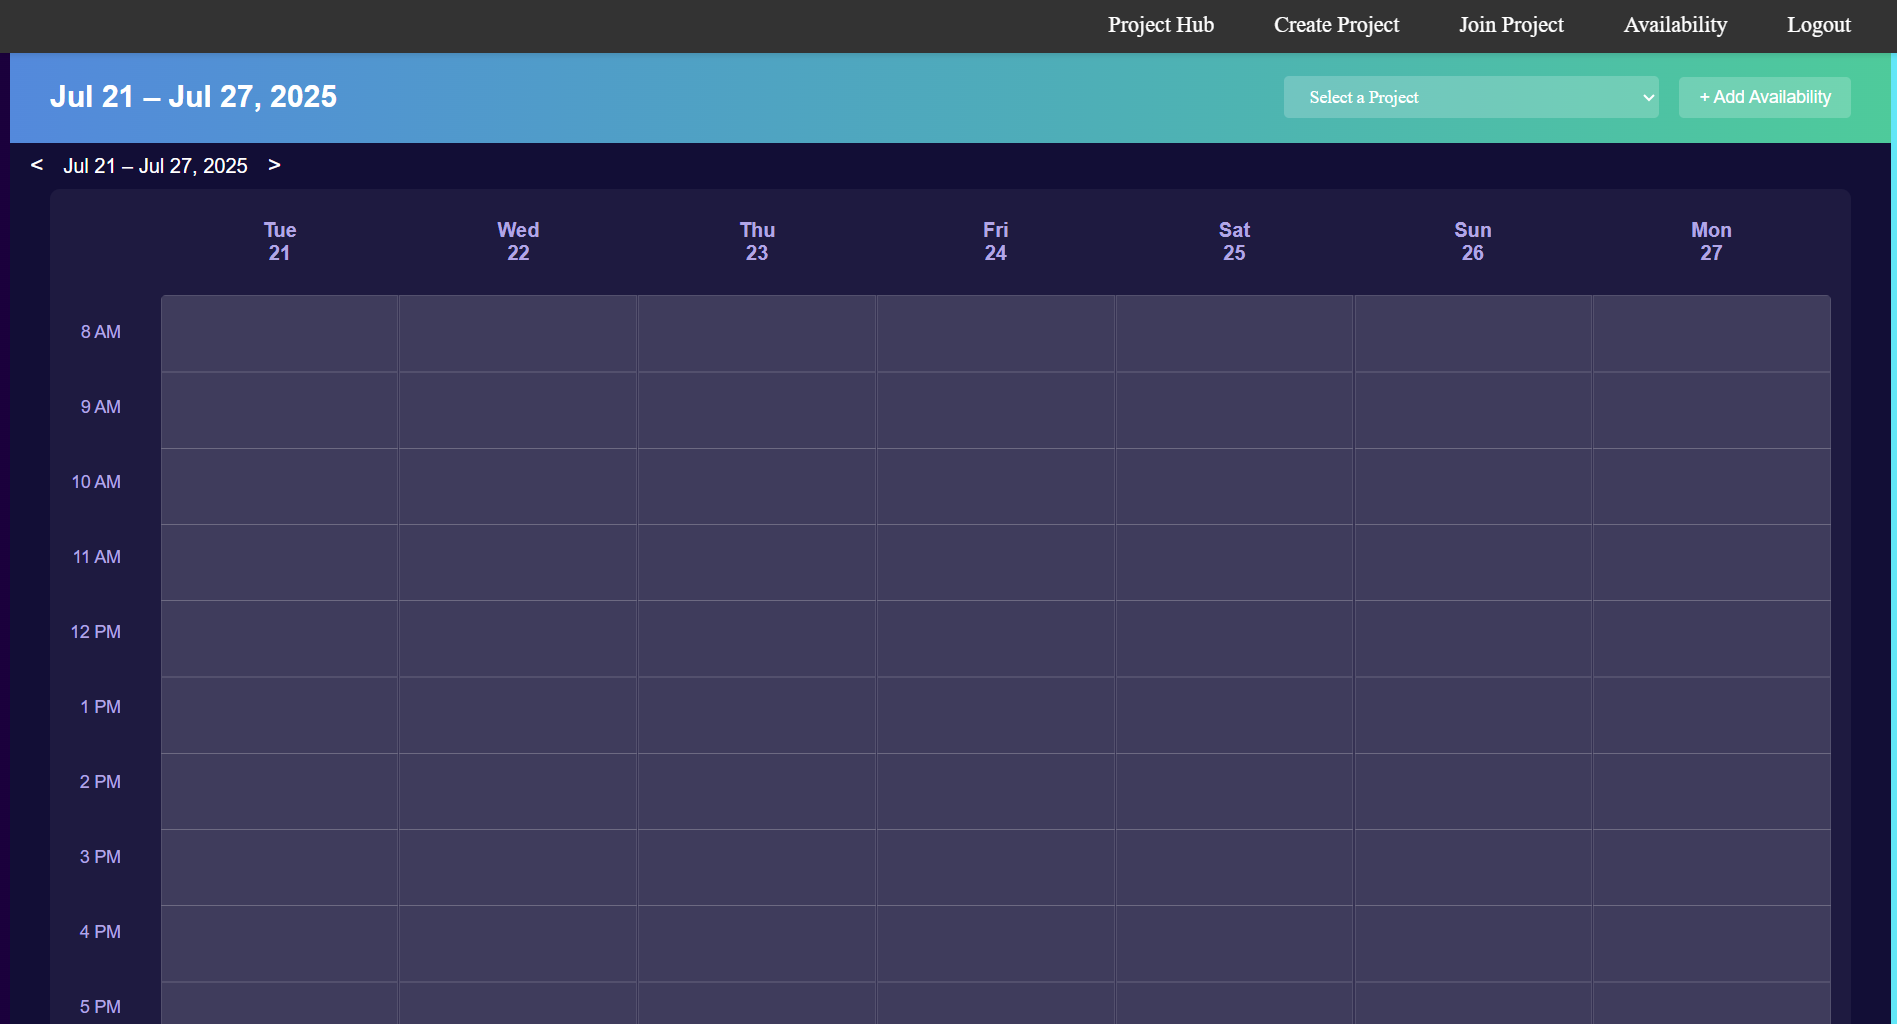 Project Hub Create Project Join Project Availability Logout
Jul 21 – Jul 27, 2025 Select a Project + Add Availability
< Jul 21 – Jul 27, 2025 >
Tue Wed Thu Fri Sat Sun Mon
21 22 23 24 25 26 27
8 AM
9 AM
10 AM
11 AM
12 PM
1 PM
2 PM
3 PM
4 PM
5 PM